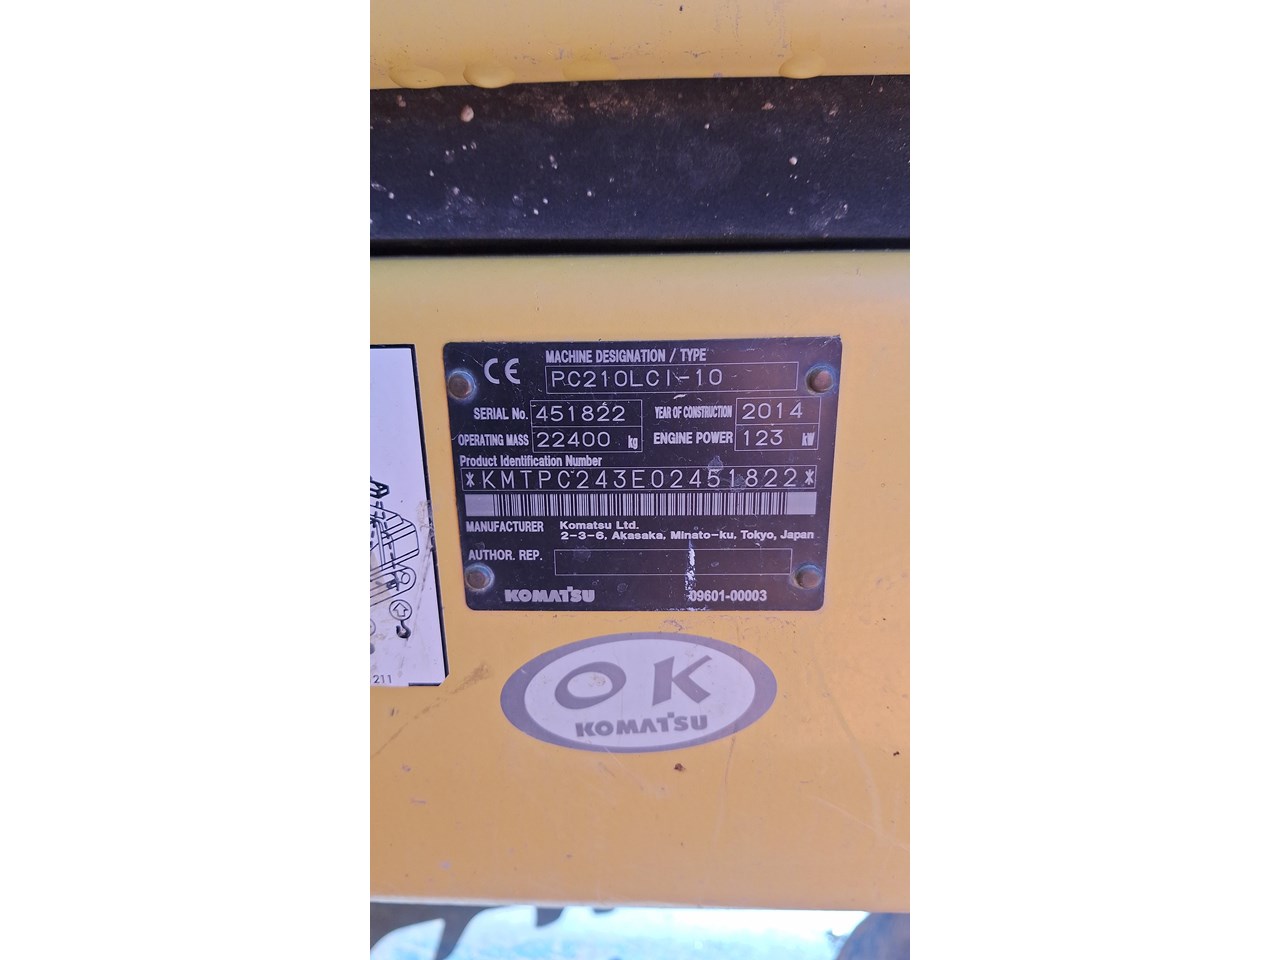 CE
MACHINE DESIGNATION / TYPE
PC210LCI-10
SERIAL No. 451822 YEAR OF CONSTRUCTION 2014
OPERATING MASS 22400 kg ENGINE POWER 123 kW
Product Identification Number
*KMTPC243E02451822*
MANUFACTURER Komatsu Ltd.
2-3-6, Akasaka, Minato-ku, Tokyo, Japan
AUTHOR. REP.
KOMATSU 09601-00003
211
OK
KOMATSU